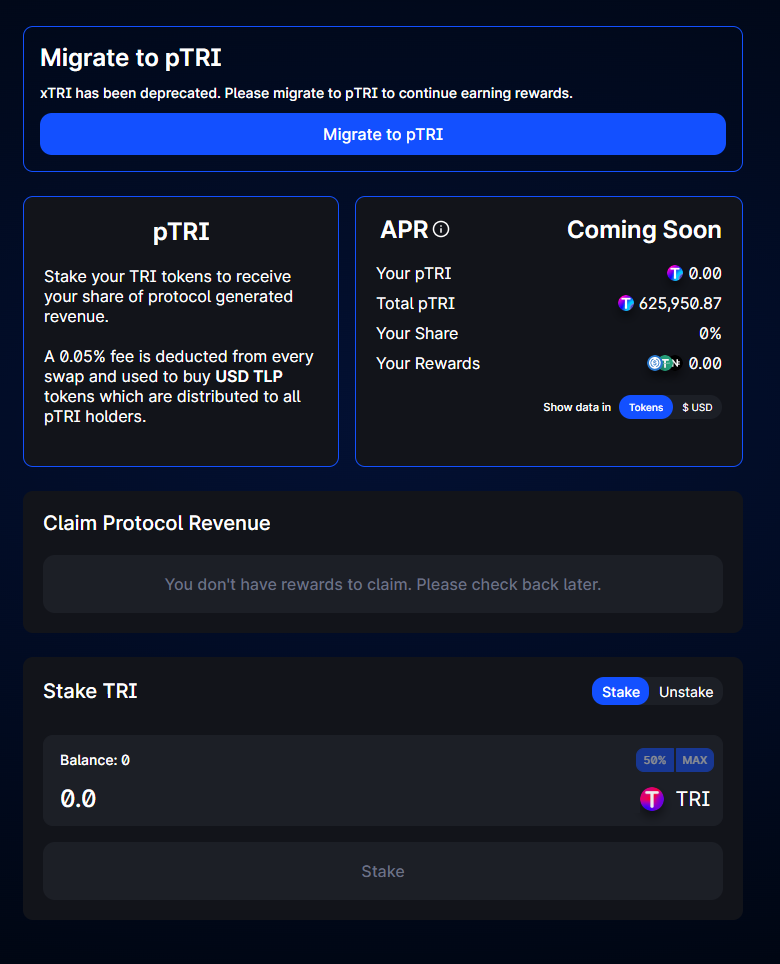 Migrate to pTRI
xTRI has been deprecated. Please migrate to pTRI to continue earning rewards.
Migrate to pTRI
pTRI
Stake your TRI tokens to receive
your share of protocol generated
revenue.
A 0.05% fee is deducted from every
swap and used to buy USD TLP
tokens which are distributed to all
pTRI holders.
APR Coming Soon
Your pTRI 0.00
Total pTRI 625,950.87
Your Share 0%
Your Rewards 0.00
Show data in Tokens $ USD
Claim Protocol Revenue
You don't have rewards to claim. Please check back later.
Stake TRI Stake Unstake
Balance: 0 50% MAX
0.0 TRI
Stake